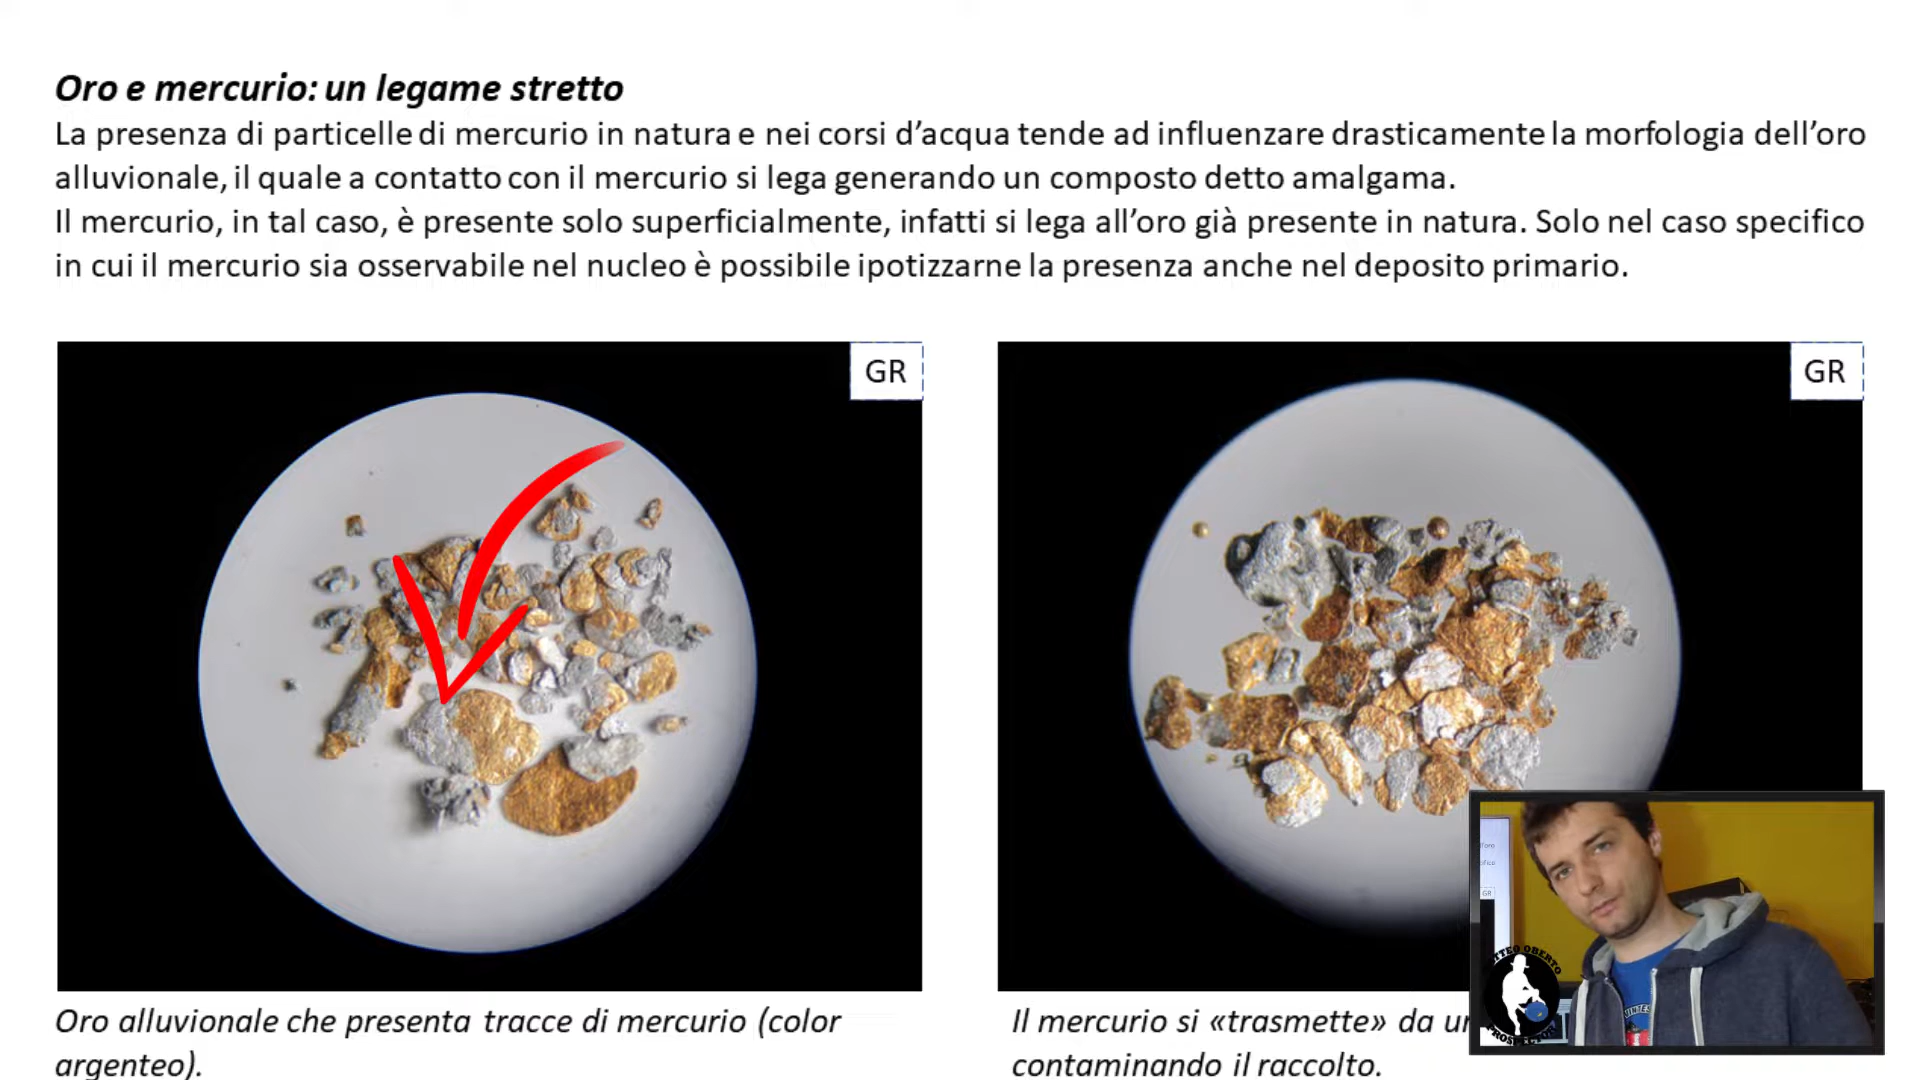 Oro e mercurio: un legame stretto
La presenza di particelle di mercurio in natura e nei corsi d’acqua tende ad influenzare drasticamente la morfologia dell’oro
alluvionale, il quale a contatto con il mercurio si lega generando un composto detto amalgama.
Il mercurio, in tal caso, è presente solo superficialmente, infatti si lega all’oro già presente in natura. Solo nel caso specifico
in cui il mercurio sia osservabile nel nucleo è possibile ipotizzarne la presenza anche nel deposito primario.
GR
GR
Oro alluvionale che presenta tracce di mercurio (color
argenteo).
Il mercurio si «trasmette» da
contaminando il raccolto.
GR
OBERTO
PROSPECTOR